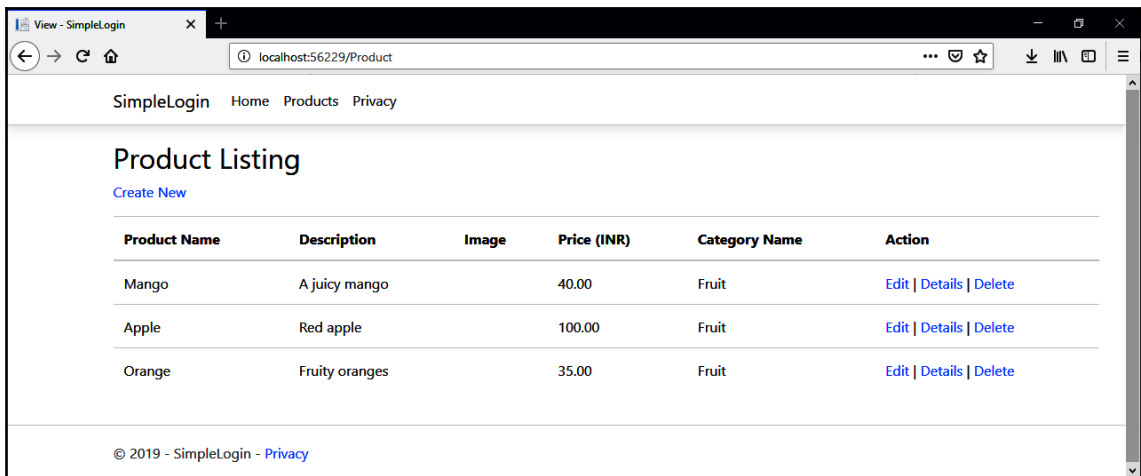 View - SimpleLogin
localhost:56229/Product
SimpleLogin Home Products Privacy
Product Listing
Create New
Product Name Description Image Price (INR) Category Name Action
Mango A juicy mango 40.00 Fruit Edit | Details | Delete
Apple Red apple 100.00 Fruit Edit | Details | Delete
Orange Fruity oranges 35.00 Fruit Edit | Details | Delete
© 2019 - SimpleLogin - Privacy